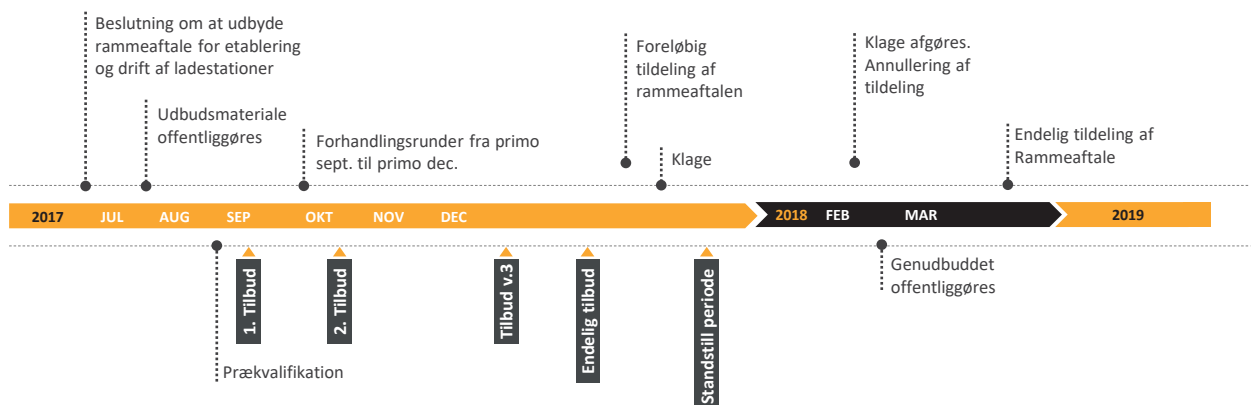 Beslutning om at udbyde
rammeaftale for etablering
og drift af ladestationer
Udbudsmateriale
offentliggøres
Forhandlingsrunder fra primo
sept. til primo dec.
Foreløbig
tildeling af
rammeaftalen
Klage
Klage afgøres.
Annullering af
tildeling
Endelig tildeling af
Rammeaftale
2017 JUL AUG SEP OKT NOV DEC 2018 FEB MAR 2019
1. Tilbud
2. Tilbud
Tilbud v.3
Endelig tilbud
Standstill periode
Genudbuddet
offentliggøres
Prækvalifikation